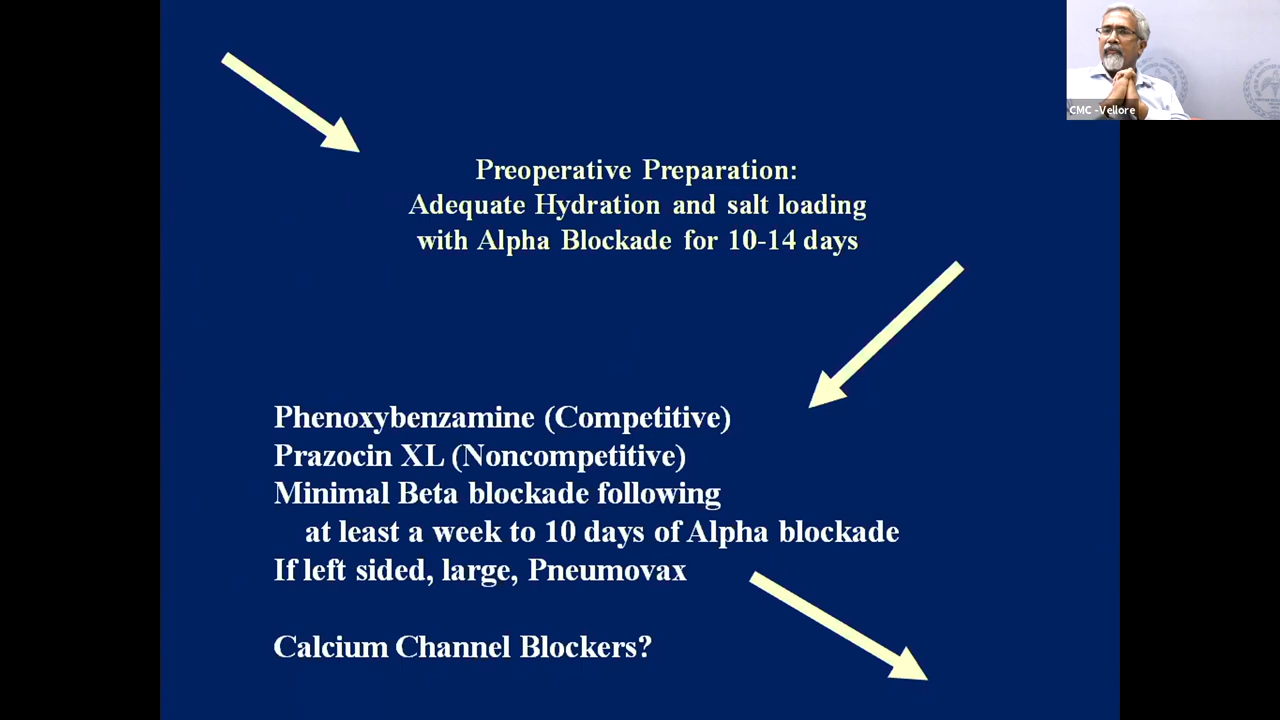 CMC -Vellore
Preoperative Preparation:
Adequate Hydration and salt loading
with Alpha Blockade for 10-14 days
Phenoxybenzamine (Competitive)
Prazocin XL (Noncompetitive)
Minimal Beta blockade following
at least a week to 10 days of Alpha blockade
If left sided, large, Pneumovax
Calcium Channel Blockers?